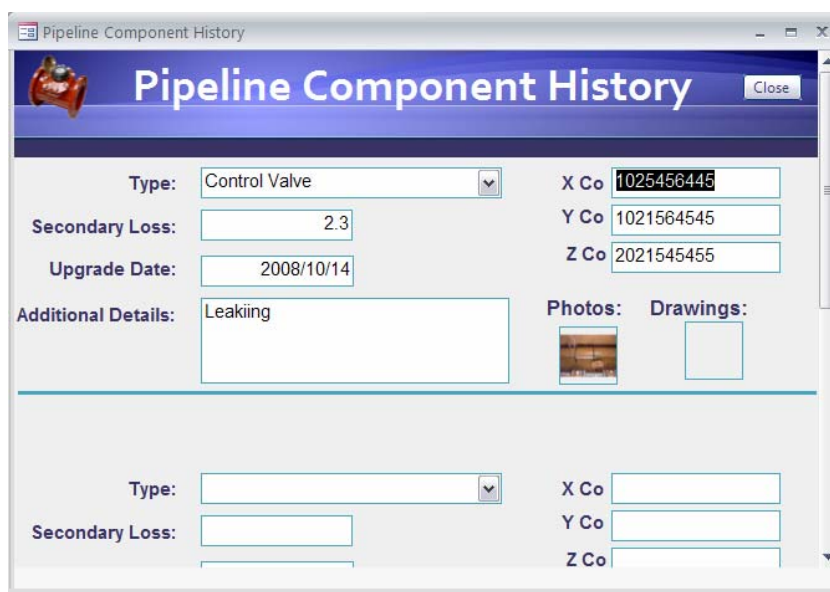 Pipeline Component History
Pipeline Component History
Close
Type: Control Valve X Co 1025456445
Secondary Loss: 2.3 Y Co 1021564545
Upgrade Date: 2008/10/14 Z Co 2021545455
Additional Details: Leakiing Photos: Drawings:
Type: X Co
Secondary Loss: Y Co
Z Co